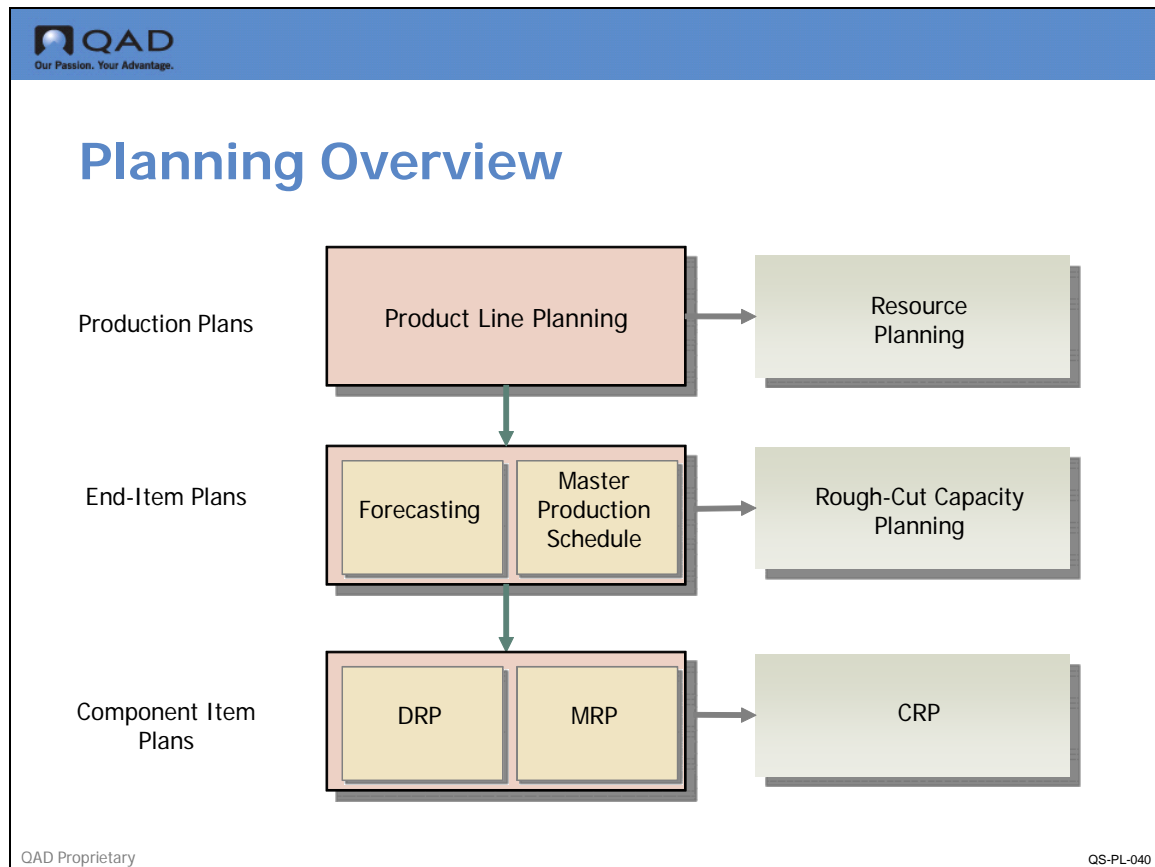 QAD
Our Passion. Your Advantage.
Planning Overview
Production Plans
Product Line Planning
Resource
Planning
End-Item Plans
Forecasting
Master
Production
Schedule
Rough-Cut Capacity
Planning
Component Item
Plans
DRP
MRP
CRP
QAD Proprietary
QS-PL-040